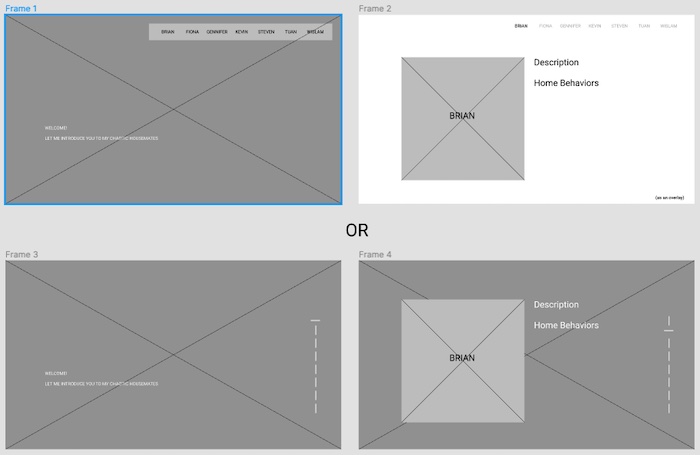 Frame 1
BRIAN FIONA GENNIFER KEVIN STEVEN TUAN WISLAM
WELCOME!
LET ME INTRODUCE YOU TO MY CHAOTIC HOUSEMATES
Frame 2
BRIAN FIONA GENNIFER KEVIN STEVEN TUAN WISLAM
Description
Home Behaviors
BRIAN
(as an overlay)
OR
Frame 3
WELCOME!
LET ME INTRODUCE YOU TO MY CHAOTIC HOUSEMATES
Frame 4
Description
Home Behaviors
BRIAN